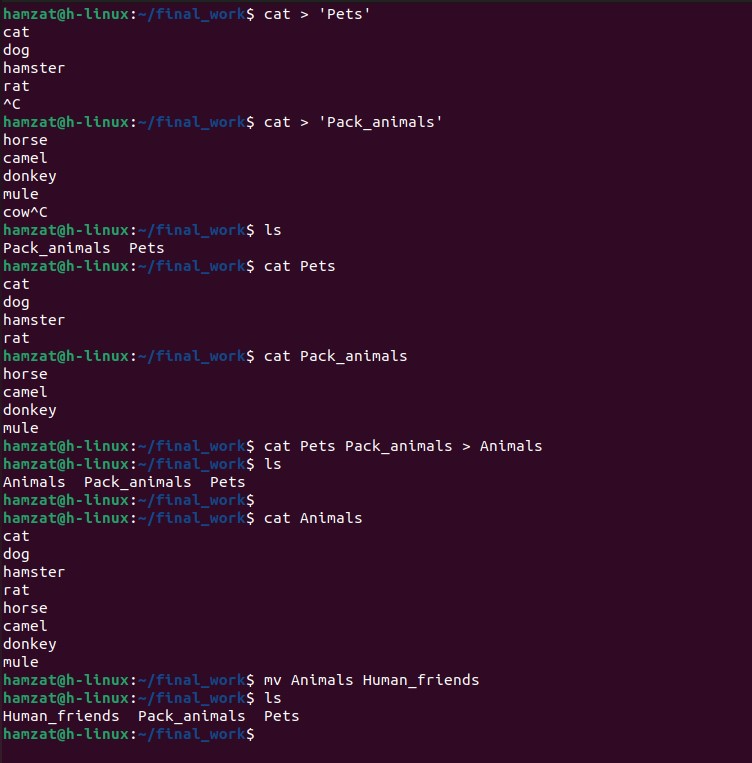 hamzat@h-linux:~/final_work$ cat > 'Pets'
cat
dog
hamster
rat
^C
hamzat@h-linux:~/final_work$ cat > 'Pack_animals'
horse
camel
donkey
mule
cow^C
hamzat@h-linux:~/final_work$ ls
Pack_animals  Pets
hamzat@h-linux:~/final_work$ cat Pets
cat
dog
hamster
rat
hamzat@h-linux:~/final_work$ cat Pack_animals
horse
camel
donkey
mule
hamzat@h-linux:~/final_work$ cat Pets Pack_animals > Animals
hamzat@h-linux:~/final_work$ ls
Animals  Pack_animals  Pets
hamzat@h-linux:~/final_work$
hamzat@h-linux:~/final_work$ cat Animals
cat
dog
hamster
rat
horse
camel
donkey
mule
hamzat@h-linux:~/final_work$ mv Animals Human_friends
hamzat@h-linux:~/final_work$ ls
Human_friends  Pack_animals  Pets
hamzat@h-linux:~/final_work$